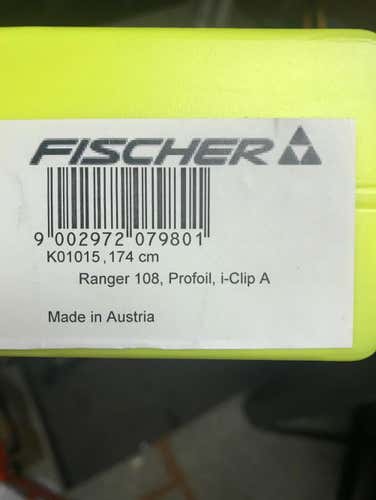 FISCHER
9 002972 079801
K01015, 174 cm
Ranger 108, Profoil, i-Clip A
Made in Austria